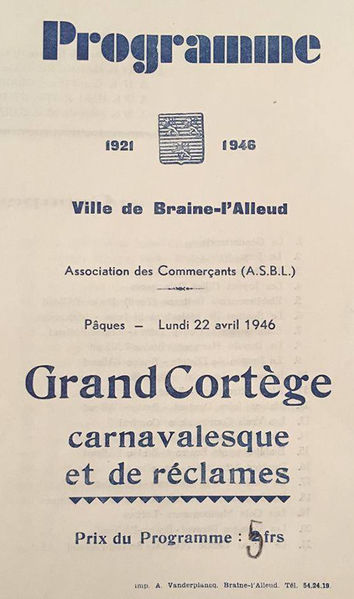 Programme
1921 1946
Ville de Braine-l'Alleud
Association des Commerçants (A.S.B.L.)
Pâques — Lundi 22 avril 1946
Grand Cortège
carnavalesque
et de réclames
Prix du Programme : 5 frs
imp. A. Vanderplancq. Braine-l'Alleud. Tél. 54.24.19.